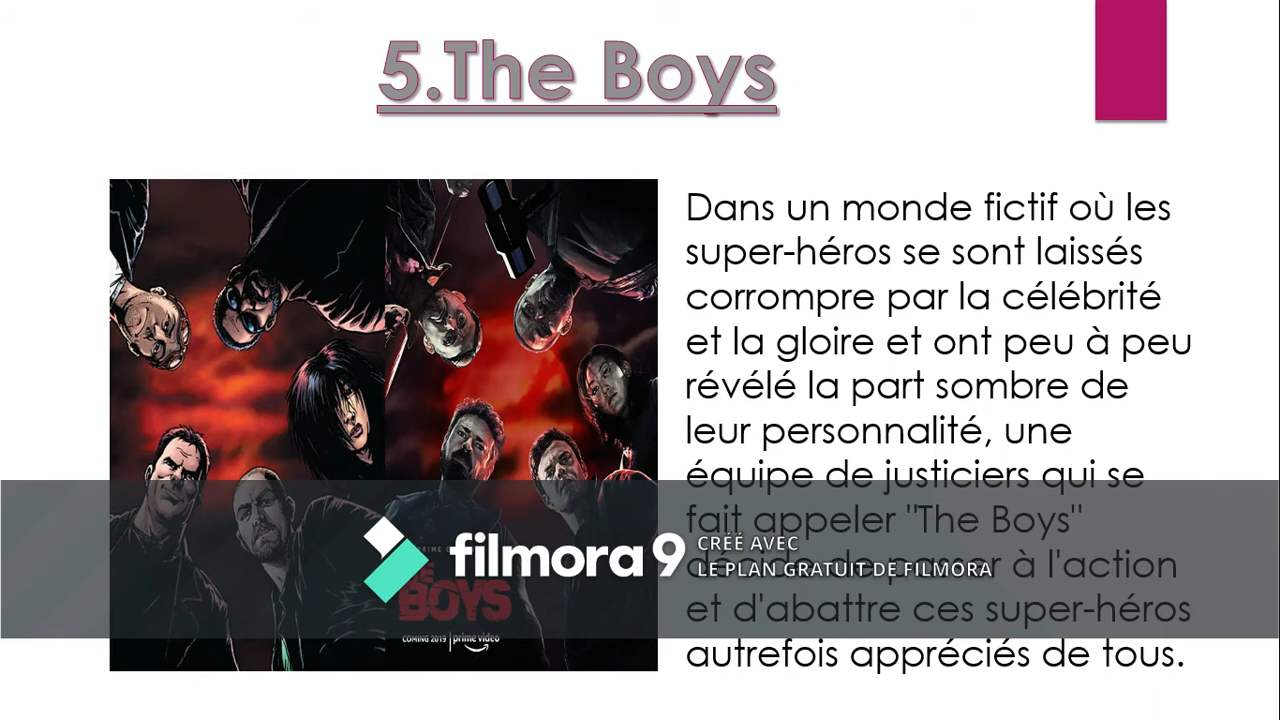 5.The Boys
Dans un monde fictif où les
super-héros se sont laissés
corrompre par la célébrité
et la gloire et ont peu à peu
révélé la part sombre de
leur personnalité, une
équipe de justiciers qui se
fait appeler "The Boys"
à l'action
et d'abattre ces super-héros
autrefois appréciés de tous.
filmora 9
CRÉÉ AVEC
LE PLAN GRATUIT DE FILMORA
BOYS
COMING 2019 | prime video